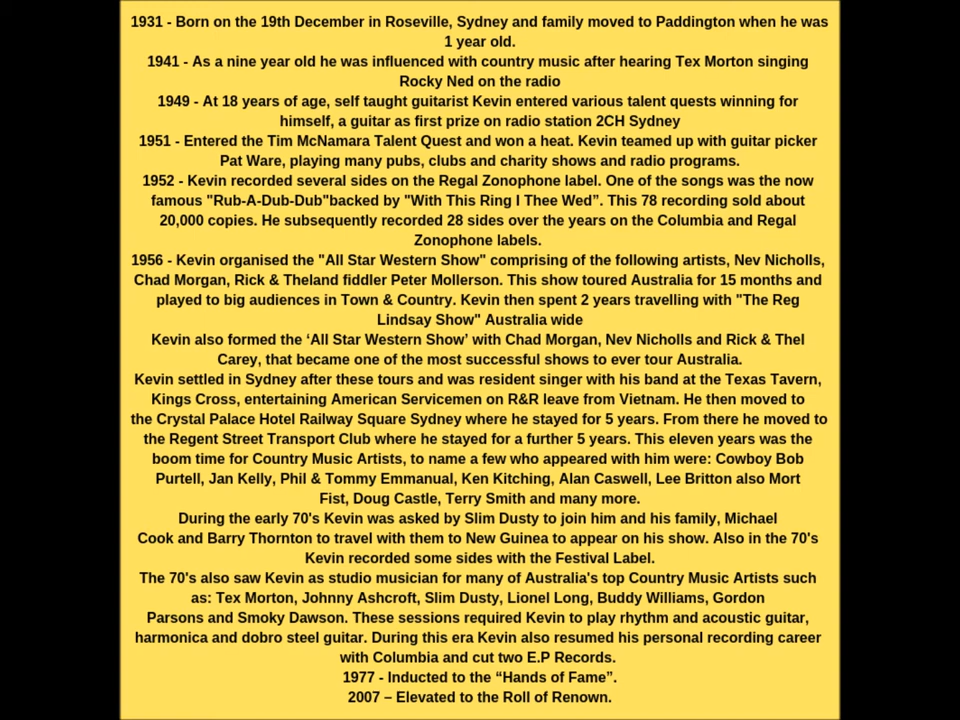 1931 - Born on the 19th December in Roseville, Sydney and family moved to Paddington when he was
1 year old.
1941 - As a nine year old he was influenced with country music after hearing Tex Morton singing
Rocky Ned on the radio
1949 - At 18 years of age, self taught guitarist Kevin entered various talent quests winning for
himself, a guitar as first prize on radio station 2CH Sydney
1951 - Entered the Tim McNamara Talent Quest and won a heat. Kevin teamed up with guitar picker
Pat Ware, playing many pubs, clubs and charity shows and radio programs.
1952 - Kevin recorded several sides on the Regal Zonophone label. One of the songs was the now
famous "Rub-A-Dub-Dub"backed by "With This Ring I Thee Wed”. This 78 recording sold about
20,000 copies. He subsequently recorded 28 sides over the years on the Columbia and Regal
Zonophone labels.
1956 - Kevin organised the "All Star Western Show" comprising of the following artists, Nev Nicholls,
Chad Morgan, Rick & Theland fiddler Peter Mollerson. This show toured Australia for 15 months and
played to big audiences in Town & Country. Kevin then spent 2 years travelling with "The Reg
Lindsay Show" Australia wide
Kevin also formed the ‘All Star Western Show’ with Chad Morgan, Nev Nicholls and Rick & Thel
Carey, that became one of the most successful shows to ever tour Australia.
Kevin settled in Sydney after these tours and was resident singer with his band at the Texas Tavern,
Kings Cross, entertaining American Servicemen on R&R leave from Vietnam. He then moved to
the Crystal Palace Hotel Railway Square Sydney where he stayed for 5 years. From there he moved to
the Regent Street Transport Club where he stayed for a further 5 years. This eleven years was the
boom time for Country Music Artists, to name a few who appeared with him were: Cowboy Bob
Purtell, Jan Kelly, Phil & Tommy Emmanual, Ken Kitching, Alan Caswell, Lee Britton also Mort
Fist, Doug Castle, Terry Smith and many more.
During the early 70's Kevin was asked by Slim Dusty to join him and his family, Michael
Cook and Barry Thornton to travel with them to New Guinea to appear on his show. Also in the 70's
Kevin recorded some sides with the Festival Label.
The 70's also saw Kevin as studio musician for many of Australia's top Country Music Artists such
as: Tex Morton, Johnny Ashcroft, Slim Dusty, Lionel Long, Buddy Williams, Gordon
Parsons and Smoky Dawson. These sessions required Kevin to play rhythm and acoustic guitar,
harmonica and dobro steel guitar. During this era Kevin also resumed his personal recording career
with Columbia and cut two E.P Records.
1977 - Inducted to the “Hands of Fame”.
2007 – Elevated to the Roll of Renown.